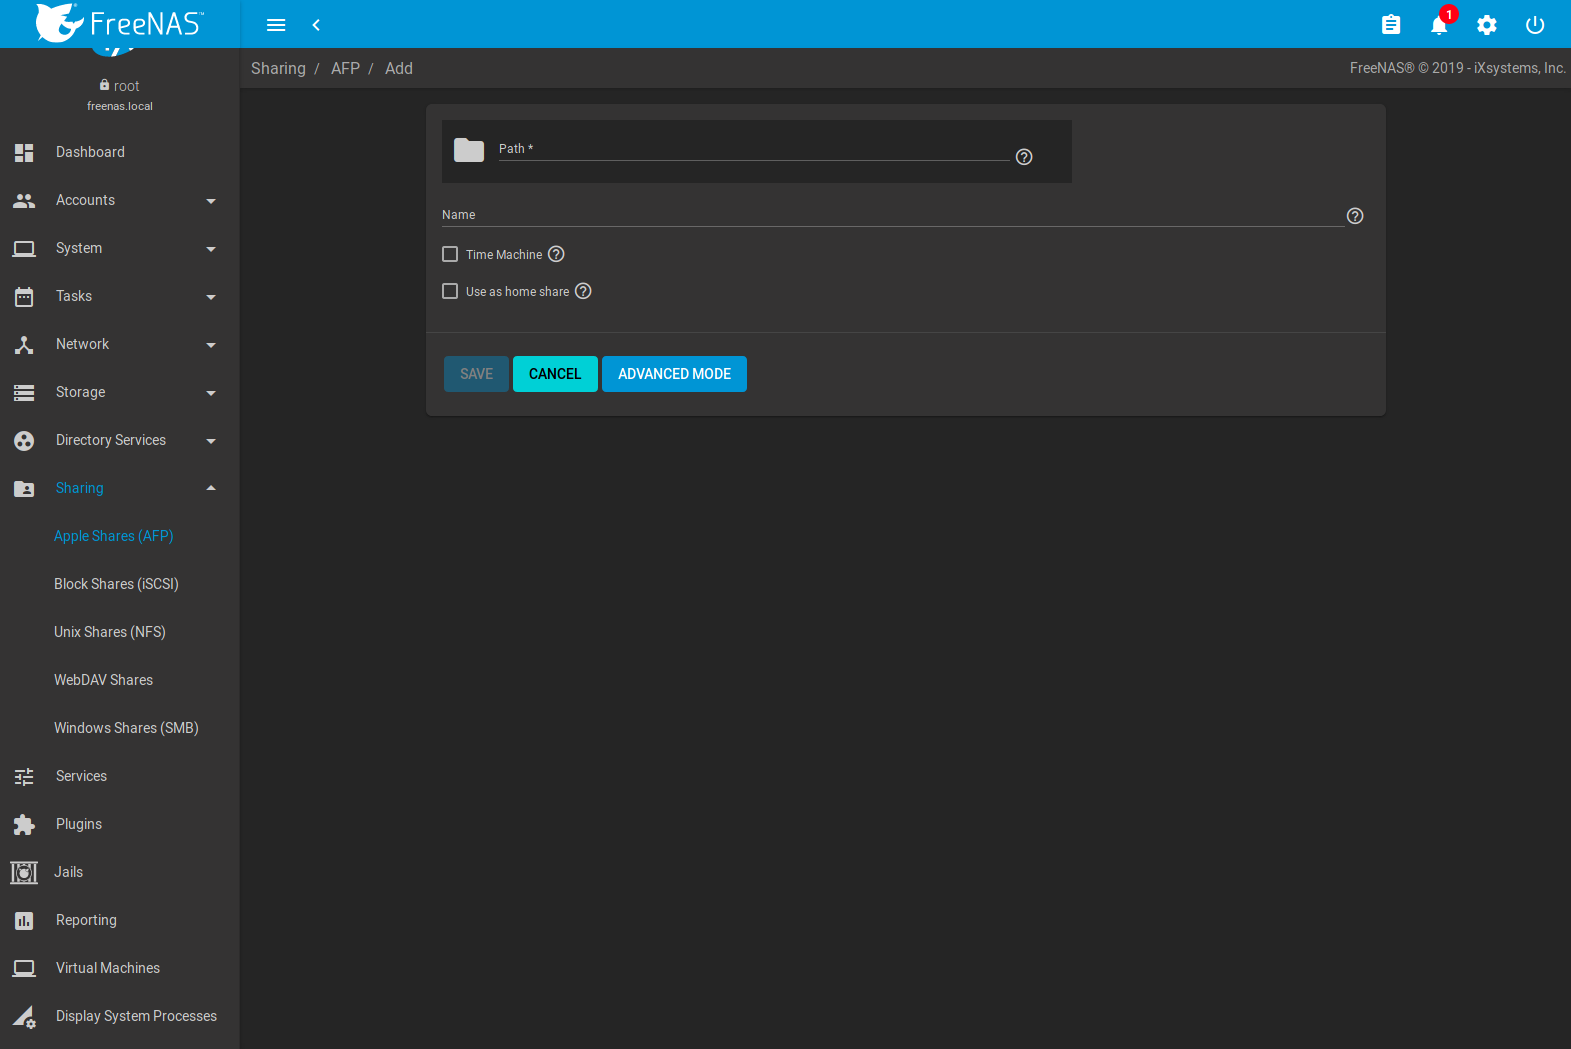 FreeNAS™
1
Sharing / AFP / Add
FreeNAS® © 2019 - iXsystems, Inc.
root
freenas.local
Dashboard
Accounts
System
Tasks
Network
Storage
Directory Services
Sharing
Apple Shares (AFP)
Block Shares (iSCSI)
Unix Shares (NFS)
WebDAV Shares
Windows Shares (SMB)
Services
Plugins
Jails
Reporting
Virtual Machines
Display System Processes
Path *
Name
Time Machine
Use as home share
SAVE CANCEL ADVANCED MODE